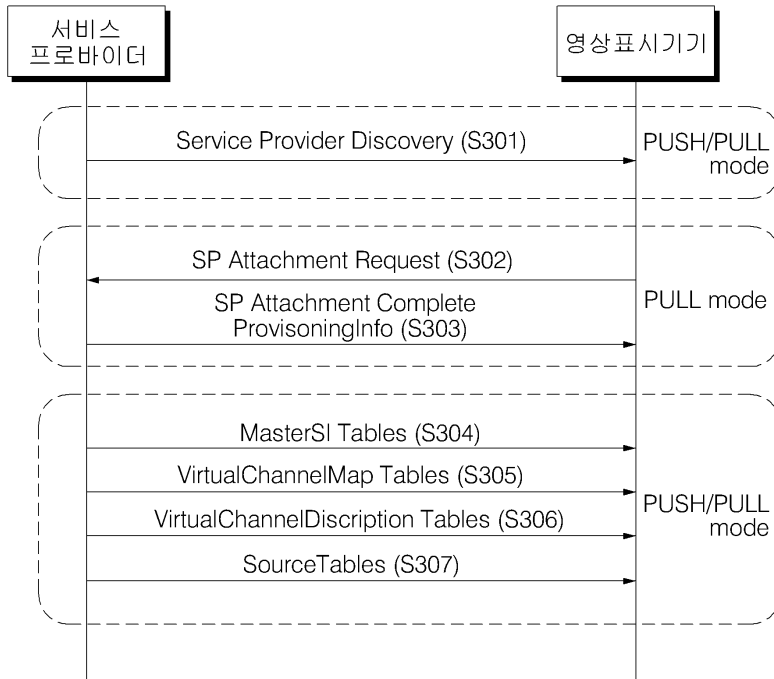 서비스
프로바이더
영상표시기기
Service Provider Discovery (S301)
PUSH/PULL
mode
SP Attachment Request (S302)
SP Attachment Complete
ProvisoningInfo (S303)
PULL mode
MasterSI Tables (S304)
VirtualChannelMap Tables (S305)
VirtualChannelDiscription Tables (S306)
SourceTables (S307)
PUSH/PULL
mode